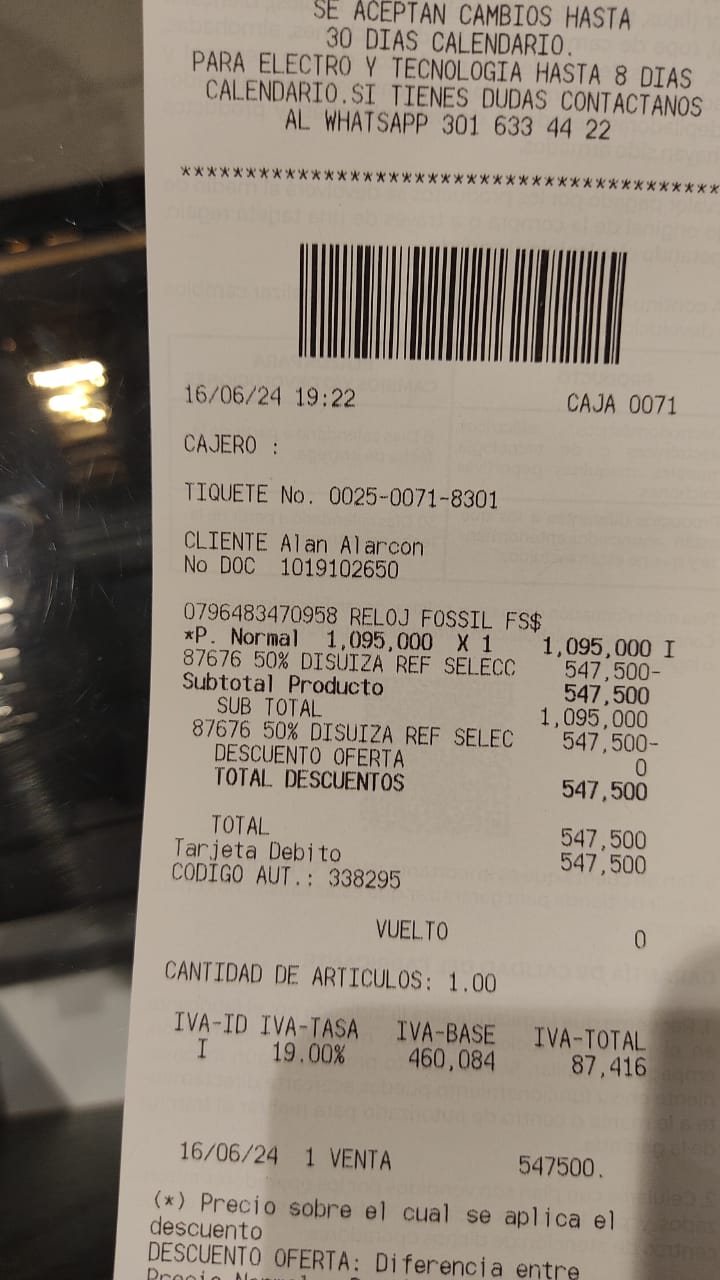 SE ACEPTAN CAMBIOS HASTA
30 DIAS CALENDARIO.
PARA ELECTRO Y TECNOLOGIA HASTA 8 DIAS
CALENDARIO.SI TIENES DUDAS CONTACTANOS
AL WHATSAPP 301 633 44 22
*****************************************
16/06/24 19:22 CAJA 0071
CAJERO :
TIQUETE No. 0025-0071-8301
CLIENTE Alan Alarcon
No DOC 1019102650
0796483470958 RELOJ FOSSIL FS$
*P. Normal 1,095,000 X 1 1,095,000 I
87676 50% DISUIZA REF SELECC 547,500-
Subtotal Producto 547,500
SUB TOTAL 1,095,000
87676 50% DISUIZA REF SELEC 547,500-
DESCUENTO OFERTA 0
TOTAL DESCUENTOS 547,500
TOTAL 547,500
Tarjeta Debito 547,500
CODIGO AUT.: 338295
VUELTO 0
CANTIDAD DE ARTICULOS: 1.00
IVA-ID IVA-TASA IVA-BASE IVA-TOTAL
I 19.00% 460,084 87,416
16/06/24 1 VENTA 547500.
(*) Precio sobre el cual se aplica el
descuento
DESCUENTO OFERTA: Diferencia entre